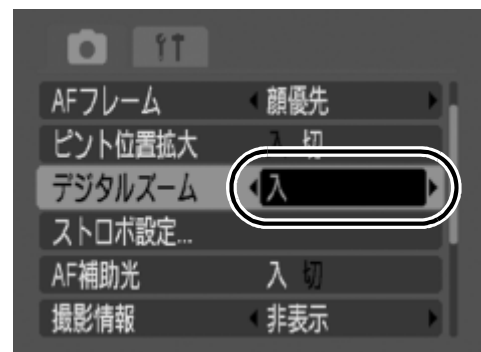 AFフレーム 顔優先
ピント位置拡大 入 切
デジタルズーム 入
ストロボ設定...
AF補助光 入 切
撮影情報 非表示